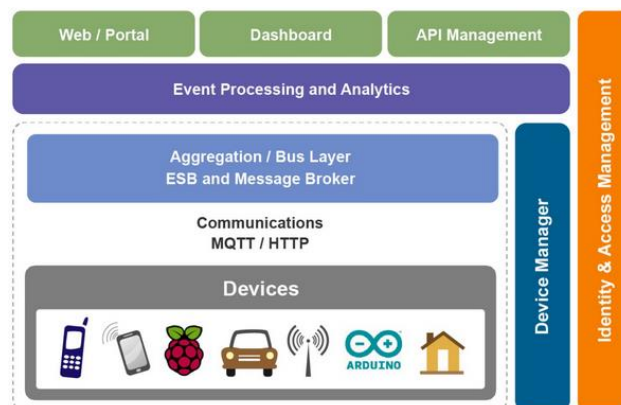 Web / Portal
Dashboard
API Management
Event Processing and Analytics
Aggregation / Bus Layer
ESB and Message Broker
Communications
MQTT / HTTP
Devices
ARDUINO
Device Manager
Identity & Access Management